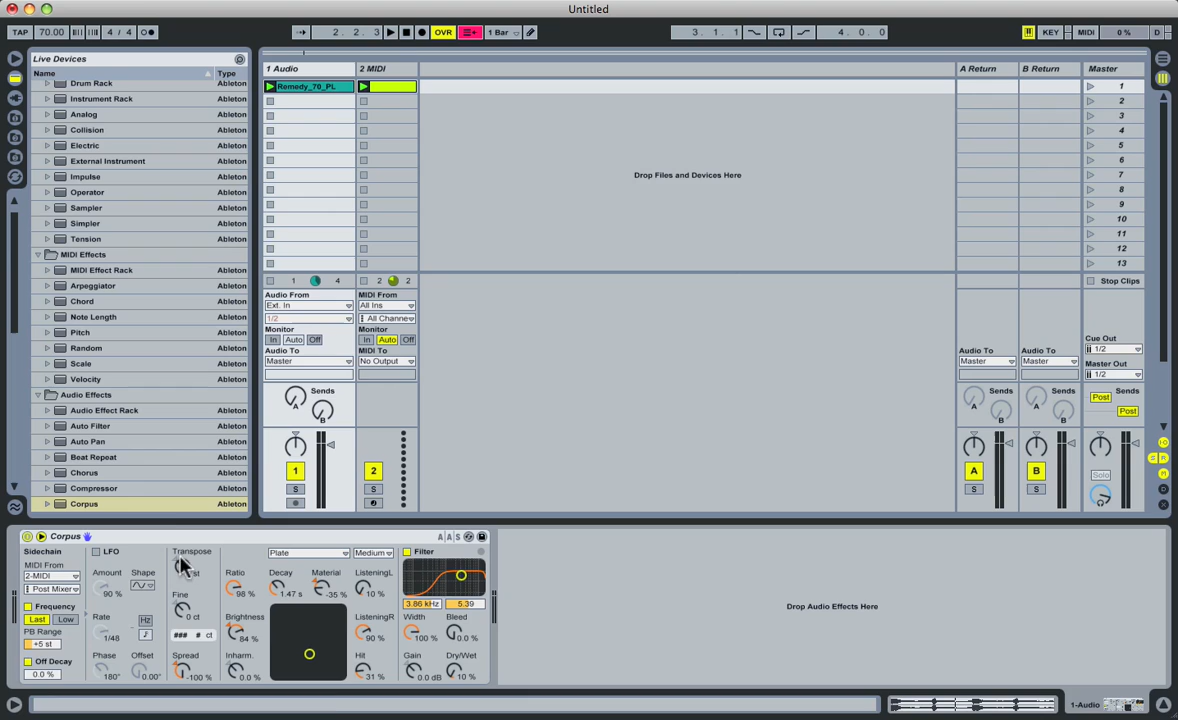 Untitled
TAP 70.00 4 / 4 2. 2. 3 OVR 1 Bar 3. 1. 1 4. 0. 0 KEY MIDI 0 % D
Live Devices
Name Type
Drum Rack Ableton
Instrument Rack Ableton
Analog Ableton
Collision Ableton
Electric Ableton
External Instrument Ableton
Impulse Ableton
Operator Ableton
Sampler Ableton
Simpler Ableton
Tension Ableton
MIDI Effects
MIDI Effect Rack Ableton
Arpeggiator Ableton
Chord Ableton
Note Length Ableton
Pitch Ableton
Random Ableton
Scale Ableton
Velocity Ableton
Audio Effects
Audio Effect Rack Ableton
Auto Filter Ableton
Auto Pan Ableton
Beat Repeat Ableton
Chorus Ableton
Compressor Ableton
Corpus Ableton
1 Audio 2 MIDI A Return B Return Master
Remedy_70_PL 1
2
3
4
5
6
7
8
9
10
11
12
13
Drop Files and Devices Here
1 4 2 2 Stop Clips
Audio From MIDI From
Ext. In All Ins
1/2 All Channe
Monitor Monitor
In Auto Off In Auto Off
Audio To MIDI To
Master No Output
Audio To Audio To
Master Master
Cue Out
1/2
Master Out
1/2
Sends Sends Sends Sends
A B A B A B Post Post
1 2 A B Solo
S S S S
Corpus
Sidechain
MIDI From
2-MIDI
Post Mixer
Frequency
Last Low
PB Range
+5 st
Off Decay
0.0 %
LFO
Amount Shape
90 %
Rate Hz
1/48
Phase Offset
180° 0.00°
Transpose
st
Fine
0 ct
### # ct
Spread
-100 %
Plate Medium
Ratio Decay Material ListeningL
98 % 1.47 s -35 % 10 %
Brightness ListeningR
84 % 90 %
Inharm. Hit
0.0 % 31 %
Filter
3.86 kHz 5.39
Width Bleed
100 % 0.0 %
Gain Dry/Wet
0.0 dB 10 %
Drop Audio Effects Here
1-Audio